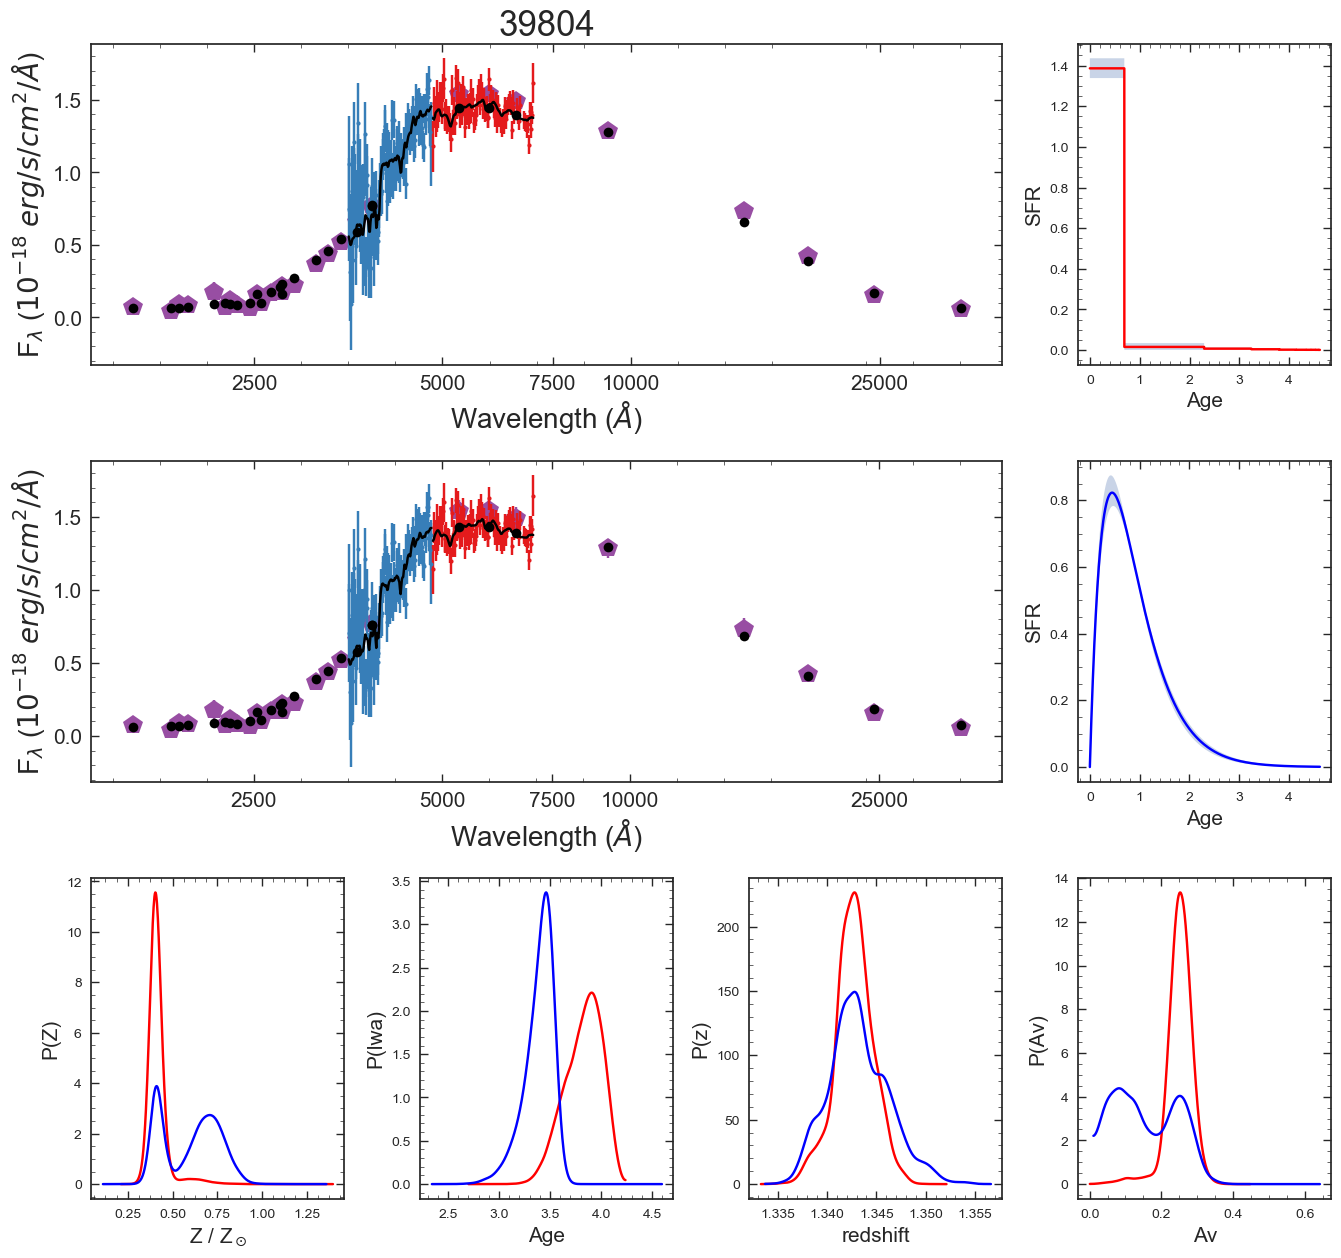 39804
F_λ (10^{-18} erg/s/cm^2/Å)
1.5
1.0
0.5
0.0
2500 5000 7500 10000 25000
Wavelength (Å)
SFR
1.4
1.2
1.0
0.8
0.6
0.4
0.2
0.0
0 1 2 3 4
Age
F_λ (10^{-18} erg/s/cm^2/Å)
1.5
1.0
0.5
0.0
2500 5000 7500 10000 25000
Wavelength (Å)
SFR
0.8
0.6
0.4
0.2
0.0
0 1 2 3 4
Age
P(Z)
12
10
8
6
4
2
0
0.25 0.50 0.75 1.00 1.25
Z / Z_⊙
P(lwa)
3.5
3.0
2.5
2.0
1.5
1.0
0.5
0.0
2.5 3.0 3.5 4.0 4.5
Age
P(z)
200
150
100
50
0
1.335 1.340 1.345 1.350 1.355
redshift
P(Av)
14
12
10
8
6
4
2
0
0.0 0.2 0.4 0.6
Av